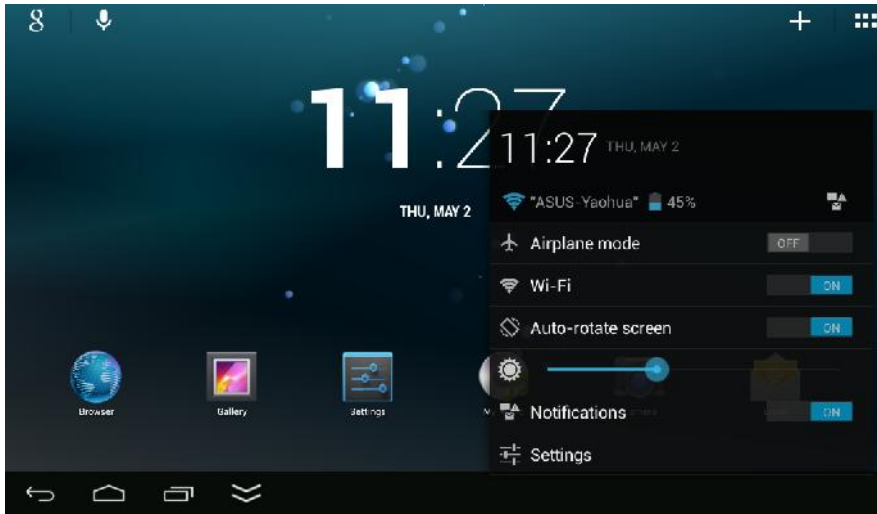 8
11:27
THU, MAY 2
11:27 THU, MAY 2
"ASUS-Yaohua" 45%
Airplane mode OFF
Wi-Fi ON
Auto-rotate screen ON
Notifications ON
Settings
Browser
Gallery
Settings